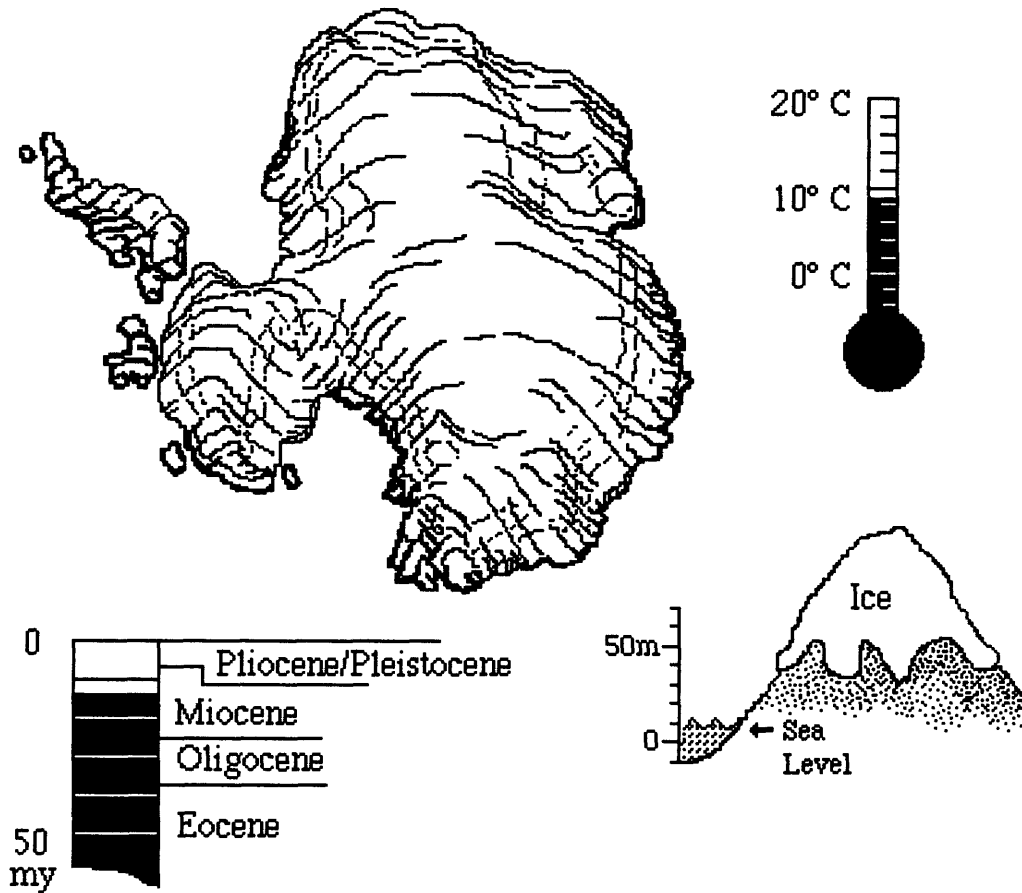 20° C
10° C
0° C
Ice
50m
0
Sea
Level
0
Pliocene/Pleistocene
Miocene
Oligocene
Eocene
50
my